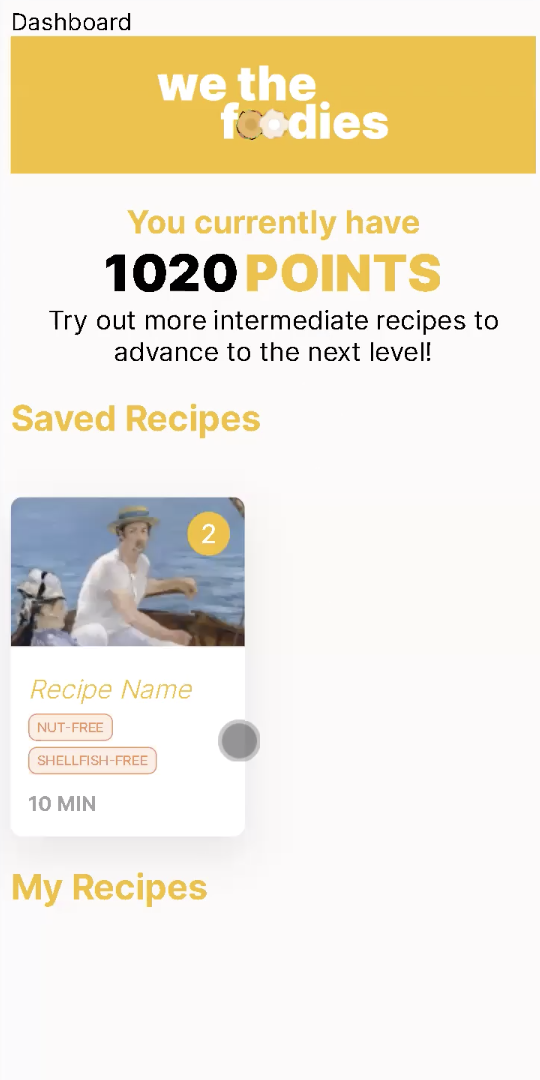 Dashboard
we the
foodies
You currently have
1020 POINTS
Try out more intermediate recipes to
advance to the next level!
Saved Recipes
2
Recipe Name
NUT-FREE
SHELLFISH-FREE
10 MIN
My Recipes